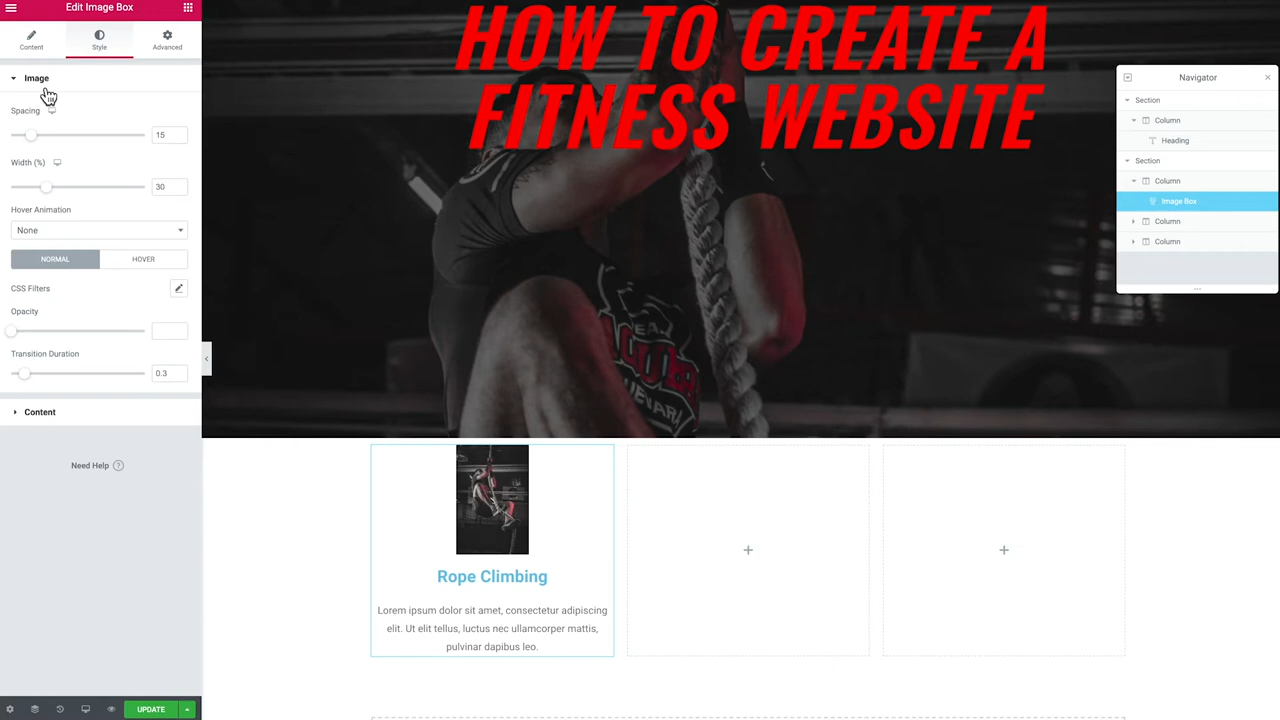 Edit Image Box
Content
Style
Advanced
Image
Spacing
15
Width (%)
30
Hover Animation
None
NORMAL
HOVER
CSS Filters
Opacity
Transition Duration
0.3
Content
Need Help ?
UPDATE
HOW TO CREATE A
FITNESS WEBSITE
Rope Climbing
Lorem ipsum dolor sit amet, consectetur adipiscing
elit. Ut elit tellus, luctus nec ullamcorper mattis,
pulvinar dapibus leo.
Navigator
Section
Column
Heading
Section
Column
Image Box
Column
Column